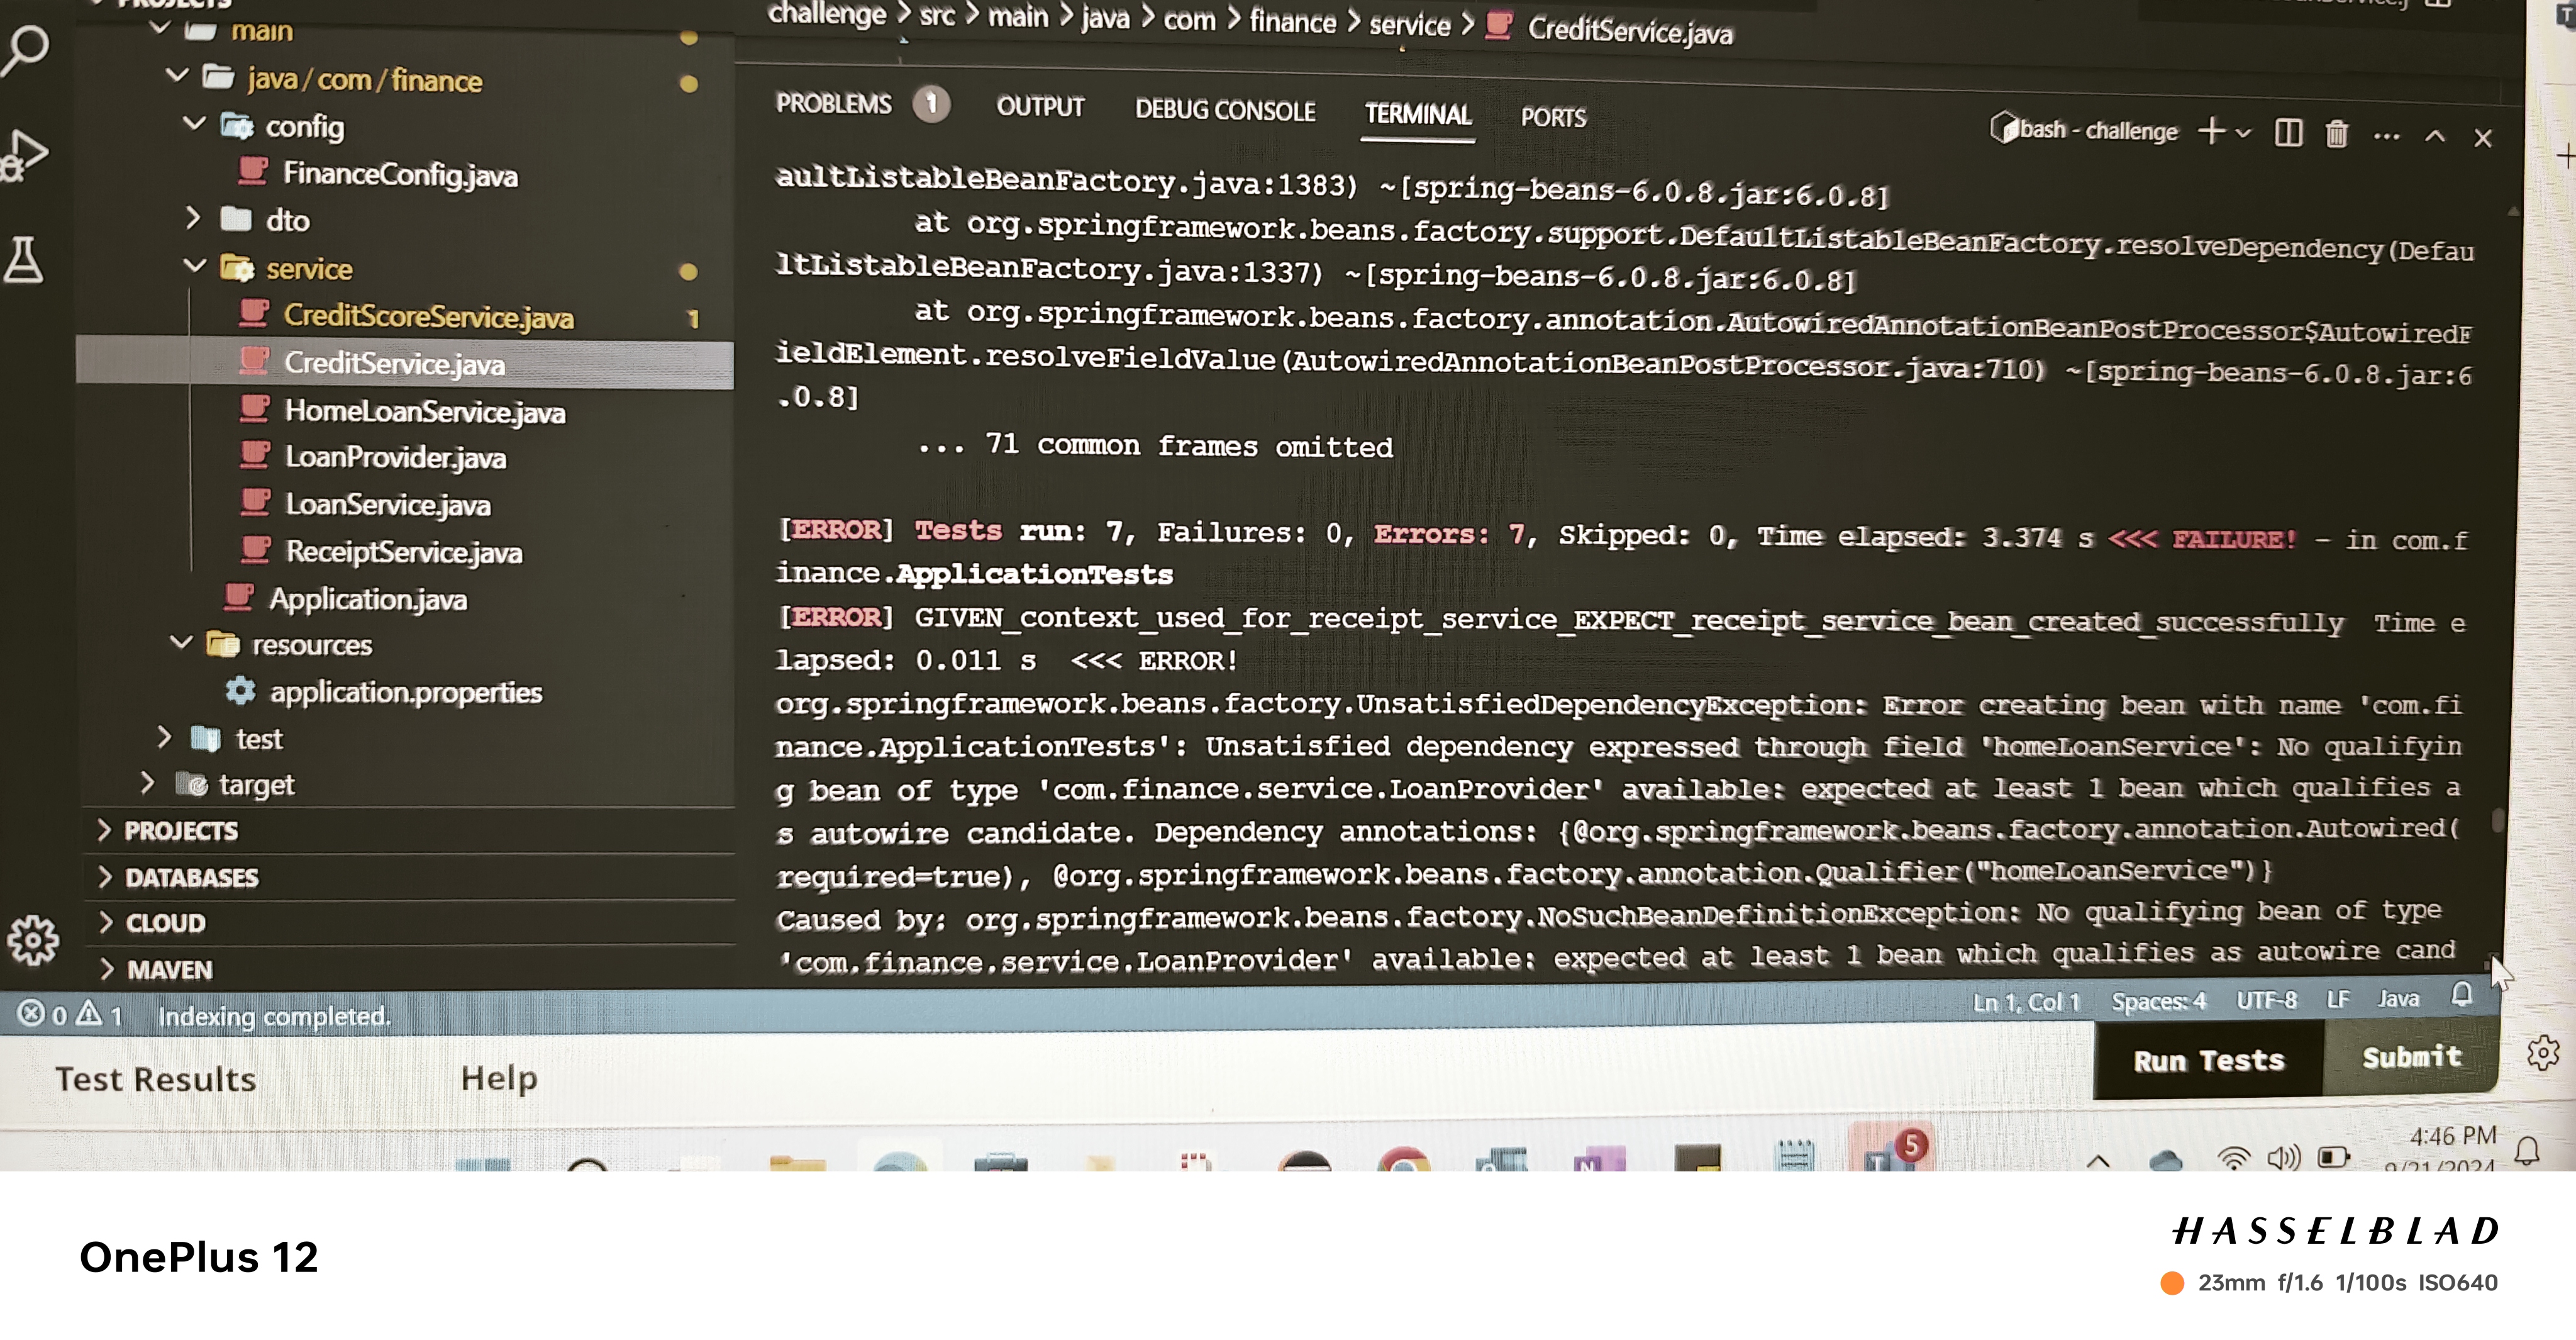 main
java / com / finance
config
FinanceConfig.java
dto
service
CreditScoreService.java 1
CreditService.java
HomeLoanService.java
LoanProvider.java
LoanService.java
ReceiptService.java
Application.java
resources
application.properties
test
target
PROJECTS
DATABASES
CLOUD
MAVEN
challenge > src > main > java > com > finance > service > CreditService.java
PROBLEMS 1 OUTPUT DEBUG CONSOLE TERMINAL PORTS
bash - challenge
aultListableBeanFactory.java:1383) ~[spring-beans-6.0.8.jar:6.0.8]
at org.springframework.beans.factory.support.DefaultListableBeanFactory.resolveDependency(Defau
ltListableBeanFactory.java:1337) ~[spring-beans-6.0.8.jar:6.0.8]
at org.springframework.beans.factory.annotation.AutowiredAnnotationBeanPostProcessor$AutowiredF
ieldElement.resolveFieldValue(AutowiredAnnotationBeanPostProcessor.java:710) ~[spring-beans-6.0.8.jar:6
.0.8]
... 71 common frames omitted
[ERROR] Tests run: 7, Failures: 0, Errors: 7, Skipped: 0, Time elapsed: 3.374 s <<< FAILURE! - in com.f
inance.ApplicationTests
[ERROR] GIVEN_context_used_for_receipt_service_EXPECT_receipt_service_bean_created_successfully Time e
lapsed: 0.011 s <<< ERROR!
org.springframework.beans.factory.UnsatisfiedDependencyException: Error creating bean with name 'com.fi
nance.ApplicationTests': Unsatisfied dependency expressed through field 'homeLoanService': No qualifyin
g bean of type 'com.finance.service.LoanProvider' available: expected at least 1 bean which qualifies a
s autowire candidate. Dependency annotations: {@org.springframework.beans.factory.annotation.Autowired(
required=true), @org.springframework.beans.factory.annotation.Qualifier("homeLoanService")}
Caused by: org.springframework.beans.factory.NoSuchBeanDefinitionException: No qualifying bean of type
'com.finance.service.LoanProvider' available: expected at least 1 bean which qualifies as autowire cand
0 1 Indexing completed.
Ln 1, Col 1 Spaces: 4 UTF-8 LF Java
Test Results Help Run Tests Submit
5
4:46 PM
9/21/2024
OnePlus 12
HASSELBLAD
23mm f/1.6 1/100s ISO640